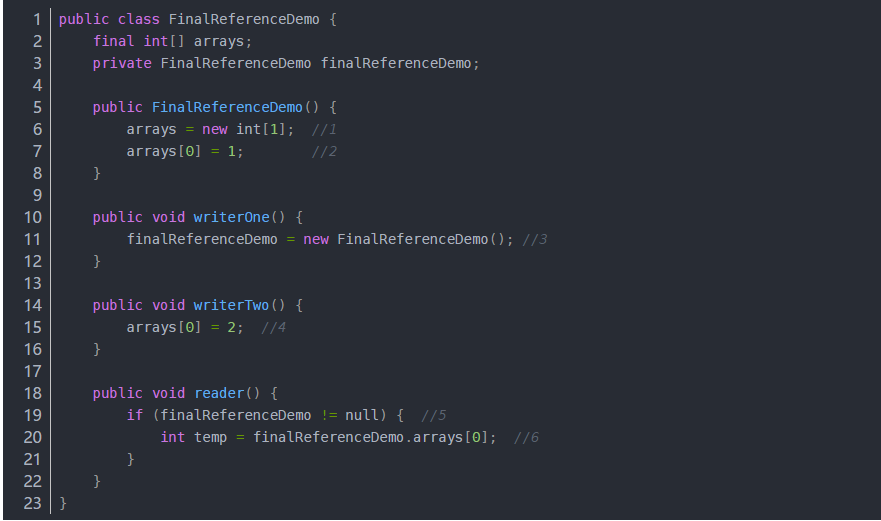 1 public class FinalReferenceDemo {
2     final int[] arrays;
3     private FinalReferenceDemo finalReferenceDemo;
4
5     public FinalReferenceDemo() {
6         arrays = new int[1];  //1
7         arrays[0] = 1;        //2
8     }
9
10     public void writerOne() {
11         finalReferenceDemo = new FinalReferenceDemo(); //3
12     }
13
14     public void writerTwo() {
15         arrays[0] = 2;  //4
16     }
17
18     public void reader() {
19         if (finalReferenceDemo != null) {  //5
20             int temp = finalReferenceDemo.arrays[0];  //6
21         }
22     }
23 }